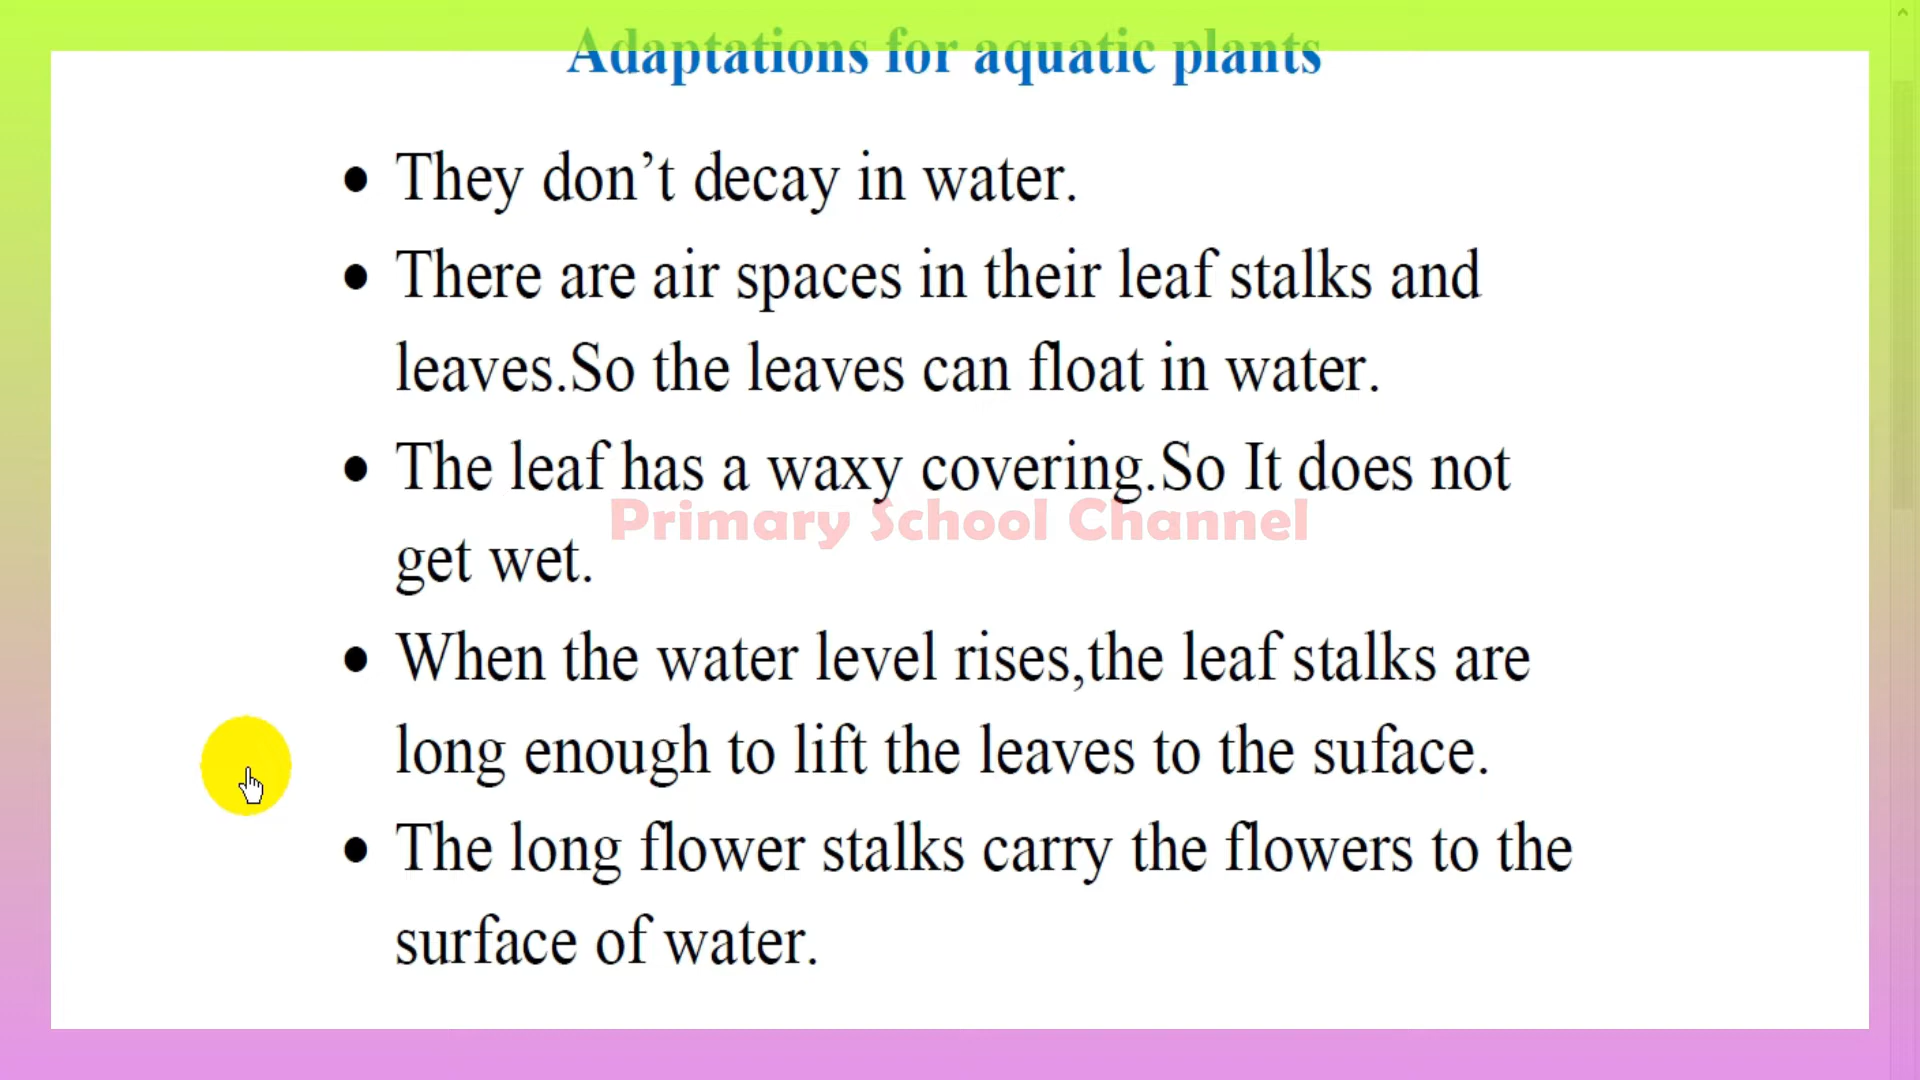 Adaptations for aquatic plants
• They don’t decay in water.
• There are air spaces in their leaf stalks and
leaves.So the leaves can float in water.
• The leaf has a waxy covering.So It does not
Primary School Channel
get wet.
• When the water level rises,the leaf stalks are
long enough to lift the leaves to the suface.
• The long flower stalks carry the flowers to the
surface of water.